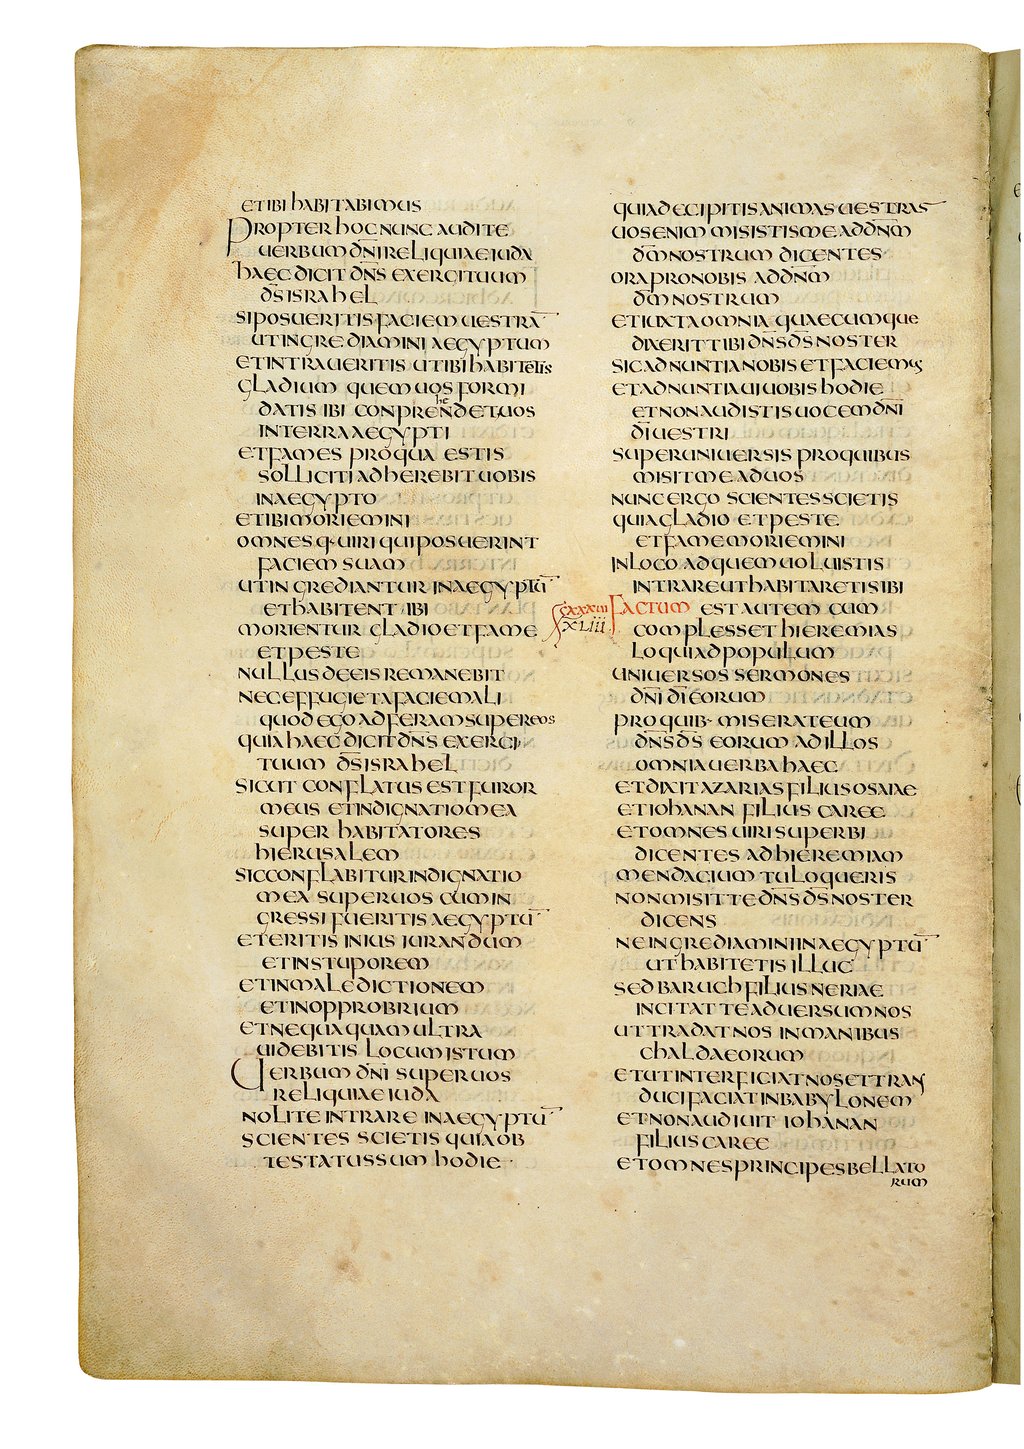 ET IBI HABITABIMUS
PROPTER HOC NUNC AUDITE
UERBUM DNI RELIQUIAE IUDA
HAEC DICIT DNS EXERCITUUM
DS ISRAHEL
SI POSUERITIS FACIEM UESTRA
UT INGREDIAMINI AEGYPTUM
ET INTRAUERITIS UT IBI HABITETIS
GLADIUM QUEM UOS FORMI
DATIS IBI CONPREHENDET UOS
IN TERRA AEGYPTI
ET FAMES PRO QUA ESTIS
SOLLICITI ADHEREBIT UOBIS
IN AEGYPTO
ET IBI MORIEMINI
OMNESQ· UIRI QUI POSUERINT
FACIEM SUAM
UT INGREDIANTUR IN AEGYPTU
ET HABITENT IBI
MORIENTUR GLADIO ET FAME
ET PESTE
NULLUS DE EIS REMANEBIT
NEC EFFUGIET A FACIE MALI
QUOD EGO ADFERAM SUPER EOS
QUIA HAEC DICIT DNS EXERCI
TUUM DS ISRAHEL
SICUT CONFLATUS EST FUROR
MEUS ET INDIGNATIO MEA
SUPER HABITATORES
HIERUSALEM
SIC CONFLABITUR INDIGNATIO
MEA SUPER UOS CUM IN
GRESSI FUERITIS AEGYPTU
ET ERITIS IN IUS IURANDUM
ET IN STUPOREM
ET IN MALEDICTIONEM
ET IN OPPROBRIUM
ET NEQUAQUAM ULTRA
UIDEBITIS LOCUM ISTUM
UERBUM DNI SUPER UOS
RELIQUIAE IUDA
NOLITE INTRARE IN AEGYPTU
SCIENTES SCIETIS QUIA OB
TESTATUS SUM HODIE ·
QUIA DECIPITIS ANIMAS UESTRAS
UOS ENIM MISISTIS ME AD DNM
DM NOSTRUM DICENTES
ORA PRO NOBIS AD DNM
DM NOSTRUM
ET IUXTA OMNIA QUAECUMQUE
DIXERIT TIBI DNS DS NOSTER
SIC ADNUNTIA NOBIS ET FACIEMUS
ET ADNUNTIAUI UOBIS HODIE
ET NON AUDISTIS UOCEM DNI
DI UESTRI
SUPER UNIUERSIS PRO QUIBUS
MISIT ME AD UOS
NUNC ERGO SCIENTES SCIETIS
QUIA GLADIO ET PESTE
ET FAME MORIEMINI
IN LOCO AD QUEM UOLUISTIS
INTRARE UT HABITARETIS IBI
CXXXIII FACTUM EST AUTEM CUM
XLIII COMPLESSET HIEREMIAS
LOQUI AD POPULUM
UNIUERSOS SERMONES
DNI DI EORUM
PRO QUIB· MISERAT EUM
DNS DS EORUM AD ILLOS
OMNIA UERBA HAEC
ET DIXIT AZARIAS FILIUS OSAIAE
ET IOHANAN FILIUS CAREE
ET OMNES UIRI SUPERBI
DICENTES AD HIEREMIAM
MENDACIUM TU LOQUERIS
NON MISIT TE DNS DS NOSTER
DICENS
NE INGREDIAMINI IN AEGYPTU
UT HABITETIS ILLUC
SED BARUCH FILIUS NERIAE
INCITAT TE ADUERSUM NOS
UT TRADAT NOS IN MANIBUS
CHALDAEORUM
ET UT INTERFICIAT NOS ET TRANS
DUCI FACIAT IN BABYLONEM
ET NON AUDIUIT IOHANAN
FILIUS CAREE
ET OMNES PRINCIPES BELLATO
RUM